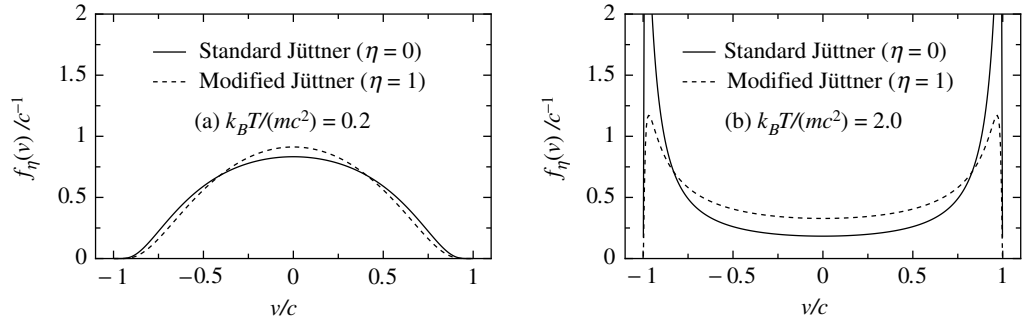 2
Standard Jüttner (η = 0)
1.5
Modified Jüttner (η = 1)
(a) k_BT/(mc²) = 0.2
1
0.5
0
− 1
−0.5
0
0.5
1
f_η(v) /c⁻¹
v/c
2
Standard Jüttner (η = 0)
1.5
Modified Jüttner (η = 1)
(b) k_BT/(mc²) = 2.0
1
0.5
0
− 1
−0.5
0
0.5
1
f_η(v) /c⁻¹
v/c